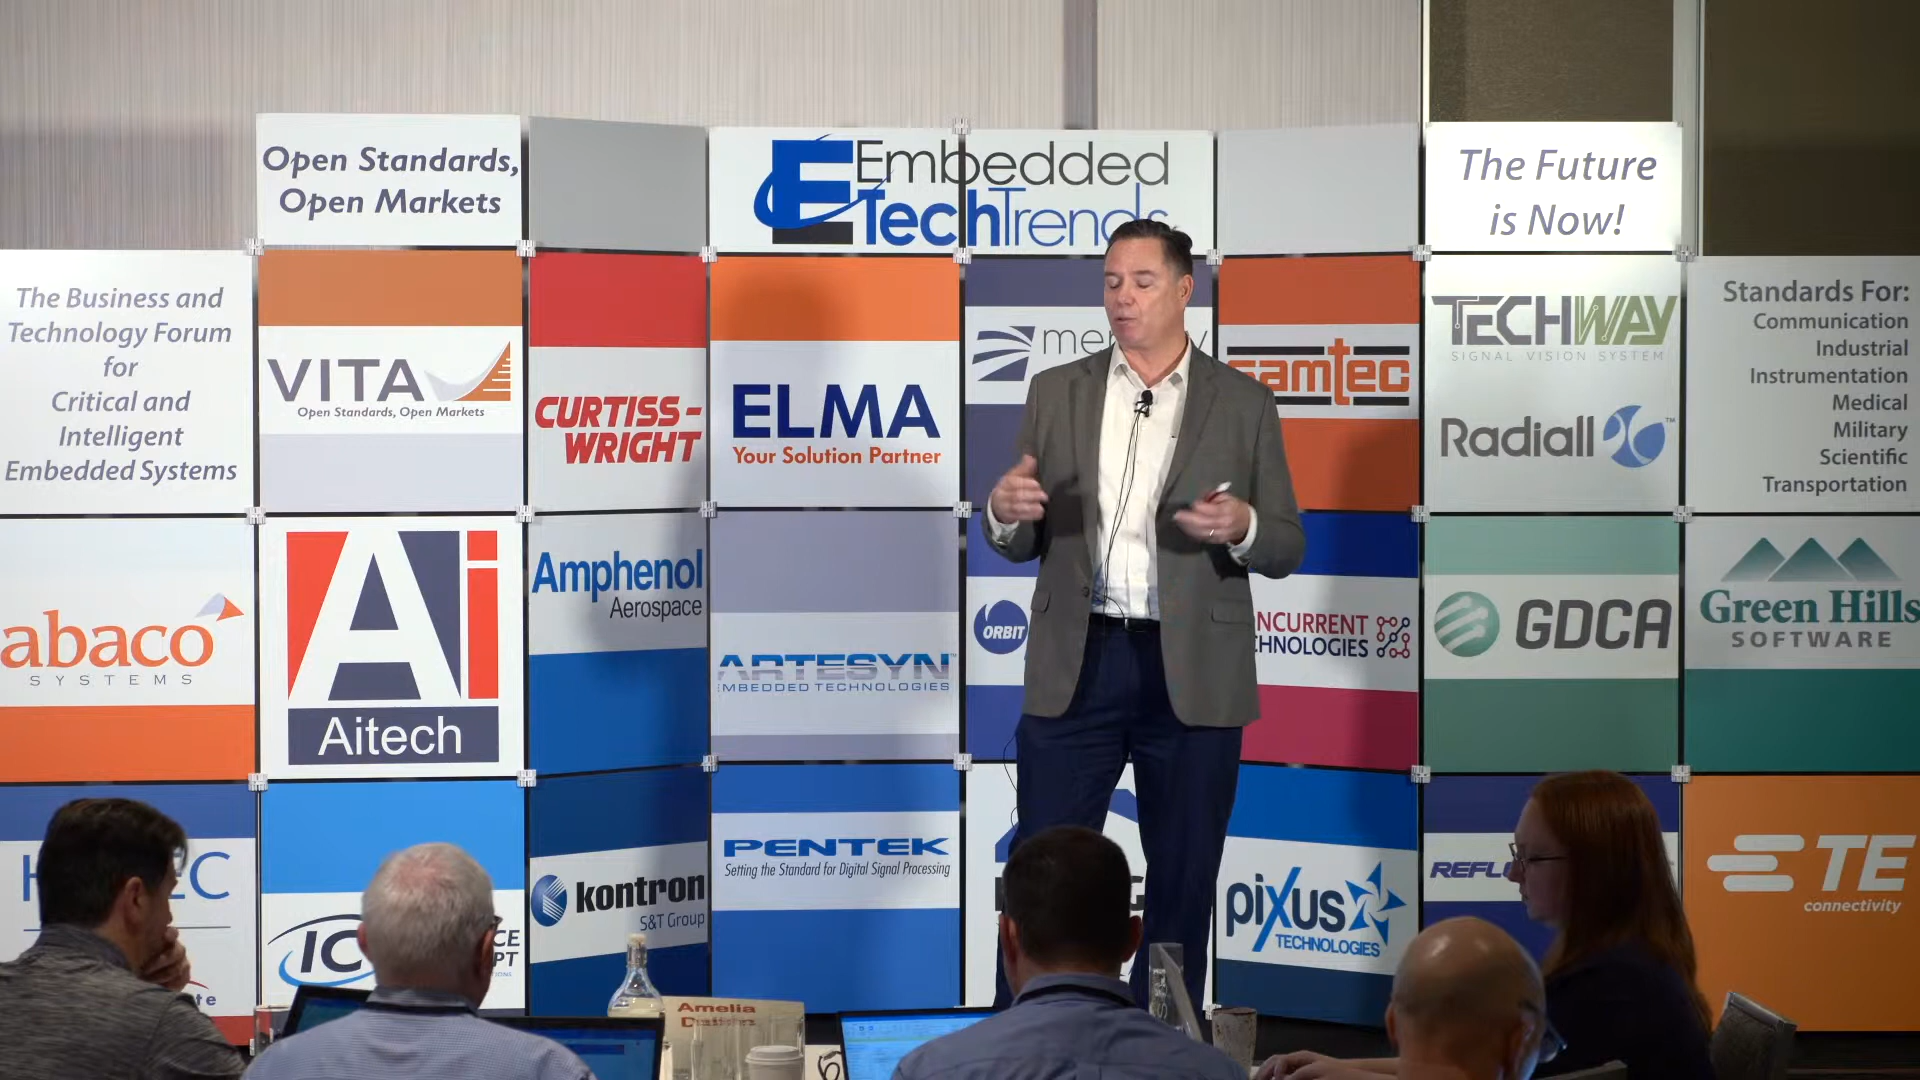 Open Standards,
Open Markets
Embedded
TechTrends
The Future
is Now!
The Business and
Technology Forum
for
Critical and
Intelligent
Embedded Systems
VITA
Open Standards, Open Markets
CURTISS-
WRIGHT
ELMA
Your Solution Partner
samtec
TECHWAY
SIGNAL VISION SYSTEM
Radiall
Standards For:
Communication
Industrial
Instrumentation
Medical
Military
Scientific
Transportation
abaco
SYSTEMS
Ai
Aitech
Amphenol
Aerospace
ARTESYN
EMBEDDED TECHNOLOGIES
ORBIT
NCURRENT
CHNOLOGIES
GDCA
Green Hills
SOFTWARE
IC
kontron
S&T Group
PENTEK
Setting the Standard for Digital Signal Processing
piXus
TECHNOLOGIES
TE
connectivity
Amelia